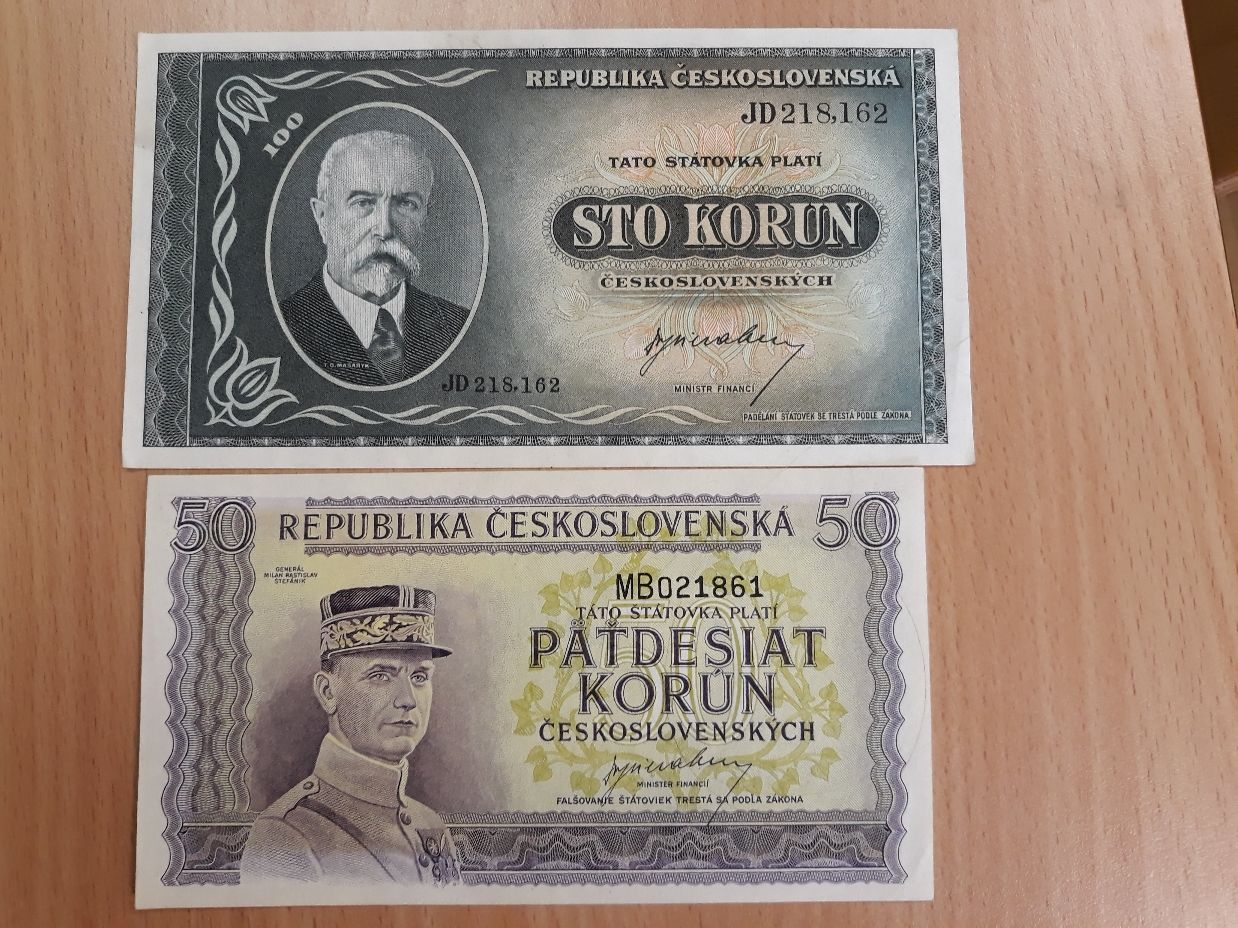 REPUBLIKA ČESKOSLOVENSKÁ
JD 218,162
100
TATO STÁTOVKA PLATÍ
STO KORUN
ČESKOSLOVENSKÝCH
T. G. MASARYK
JD 218,162
MINISTR FINANCÍ
PADĚLÁNÍ STÁTOVEK SE TRESTÁ PODLE ZÁKONA.
50 REPUBLIKA ČESKOSLOVENSKÁ 50
GENERÁL
MILAN RASTISLAV
ŠTEFÁNIK
MB021861
TÁTO ŠTÁTOVKA PLATÍ
PÄŤDESIAT
KORÚN
ČESKOSLOVENSKÝCH
MINISTER FINANCIÍ
FALŠOVANIE ŠTÁTOVIEK TRESTÁ SA PODĽA ZÁKONA